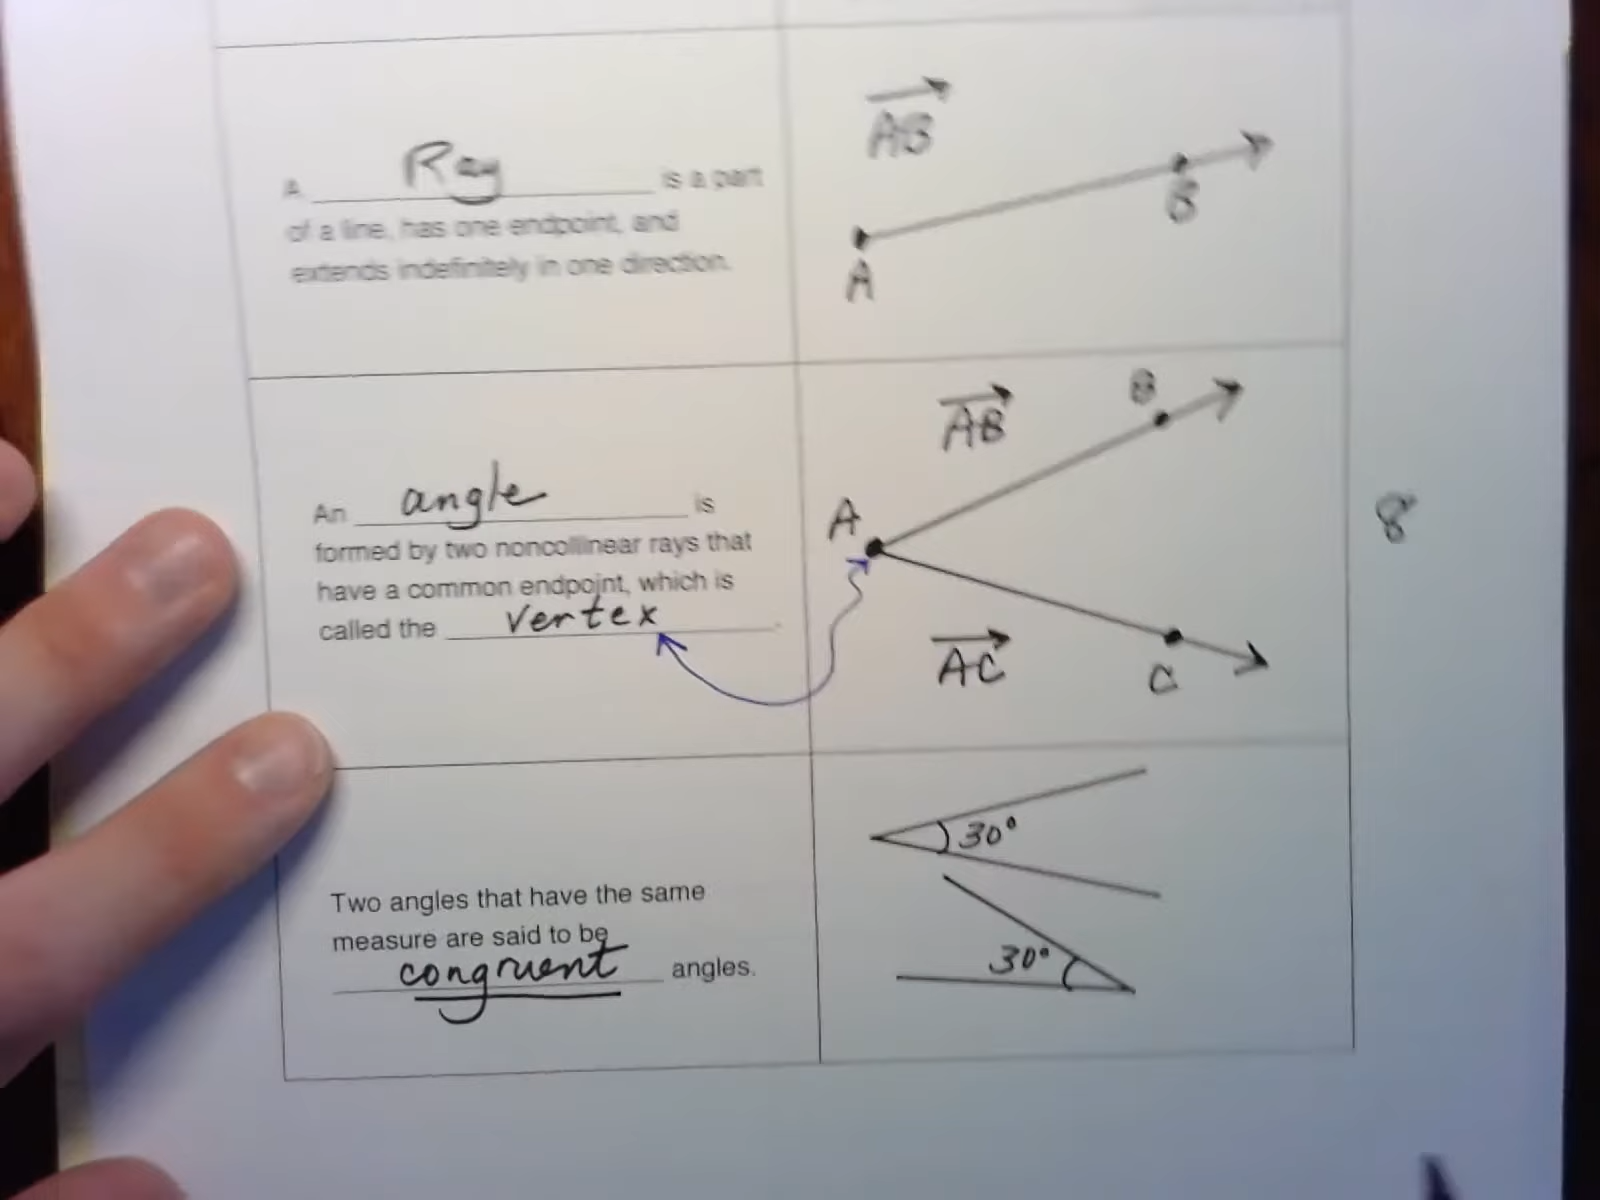 A Ray is a part
of a line, has one endpoint, and
extends indefinitely in one direction.
AB
A
B
An angle is
formed by two noncollinear rays that
have a common endpoint, which is
called the vertex.
AB
B
A
AC
C
8
Two angles that have the same
measure are said to be
congruent angles.
30°
30°